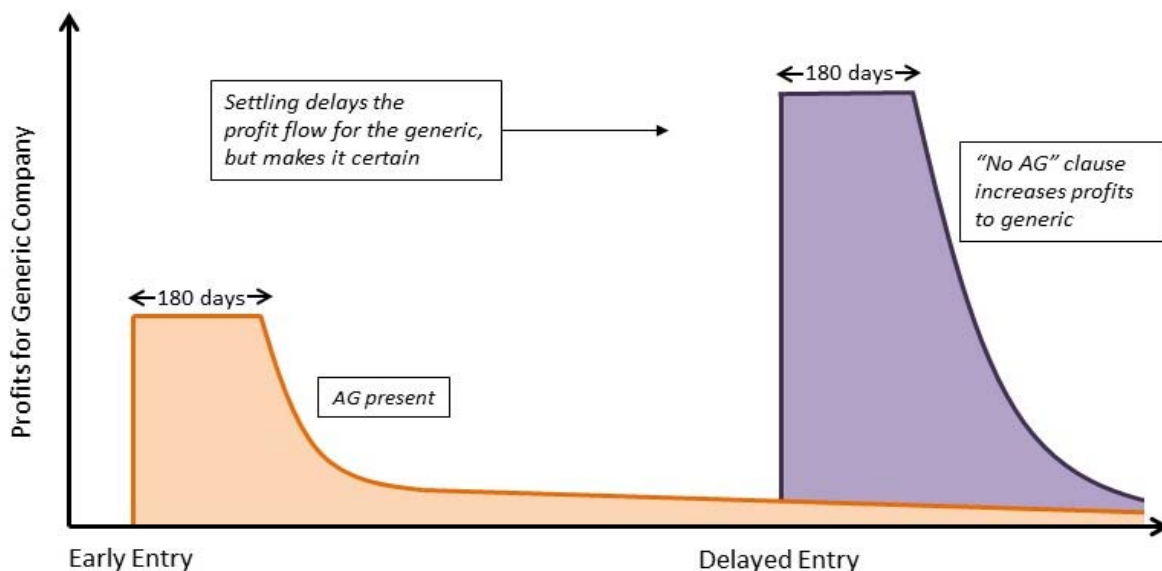 Profits for Generic Company
180 days
Settling delays the
profit flow for the generic,
but makes it certain
"No AG" clause
increases profits
to generic
180 days
AG present
Early Entry
Delayed Entry